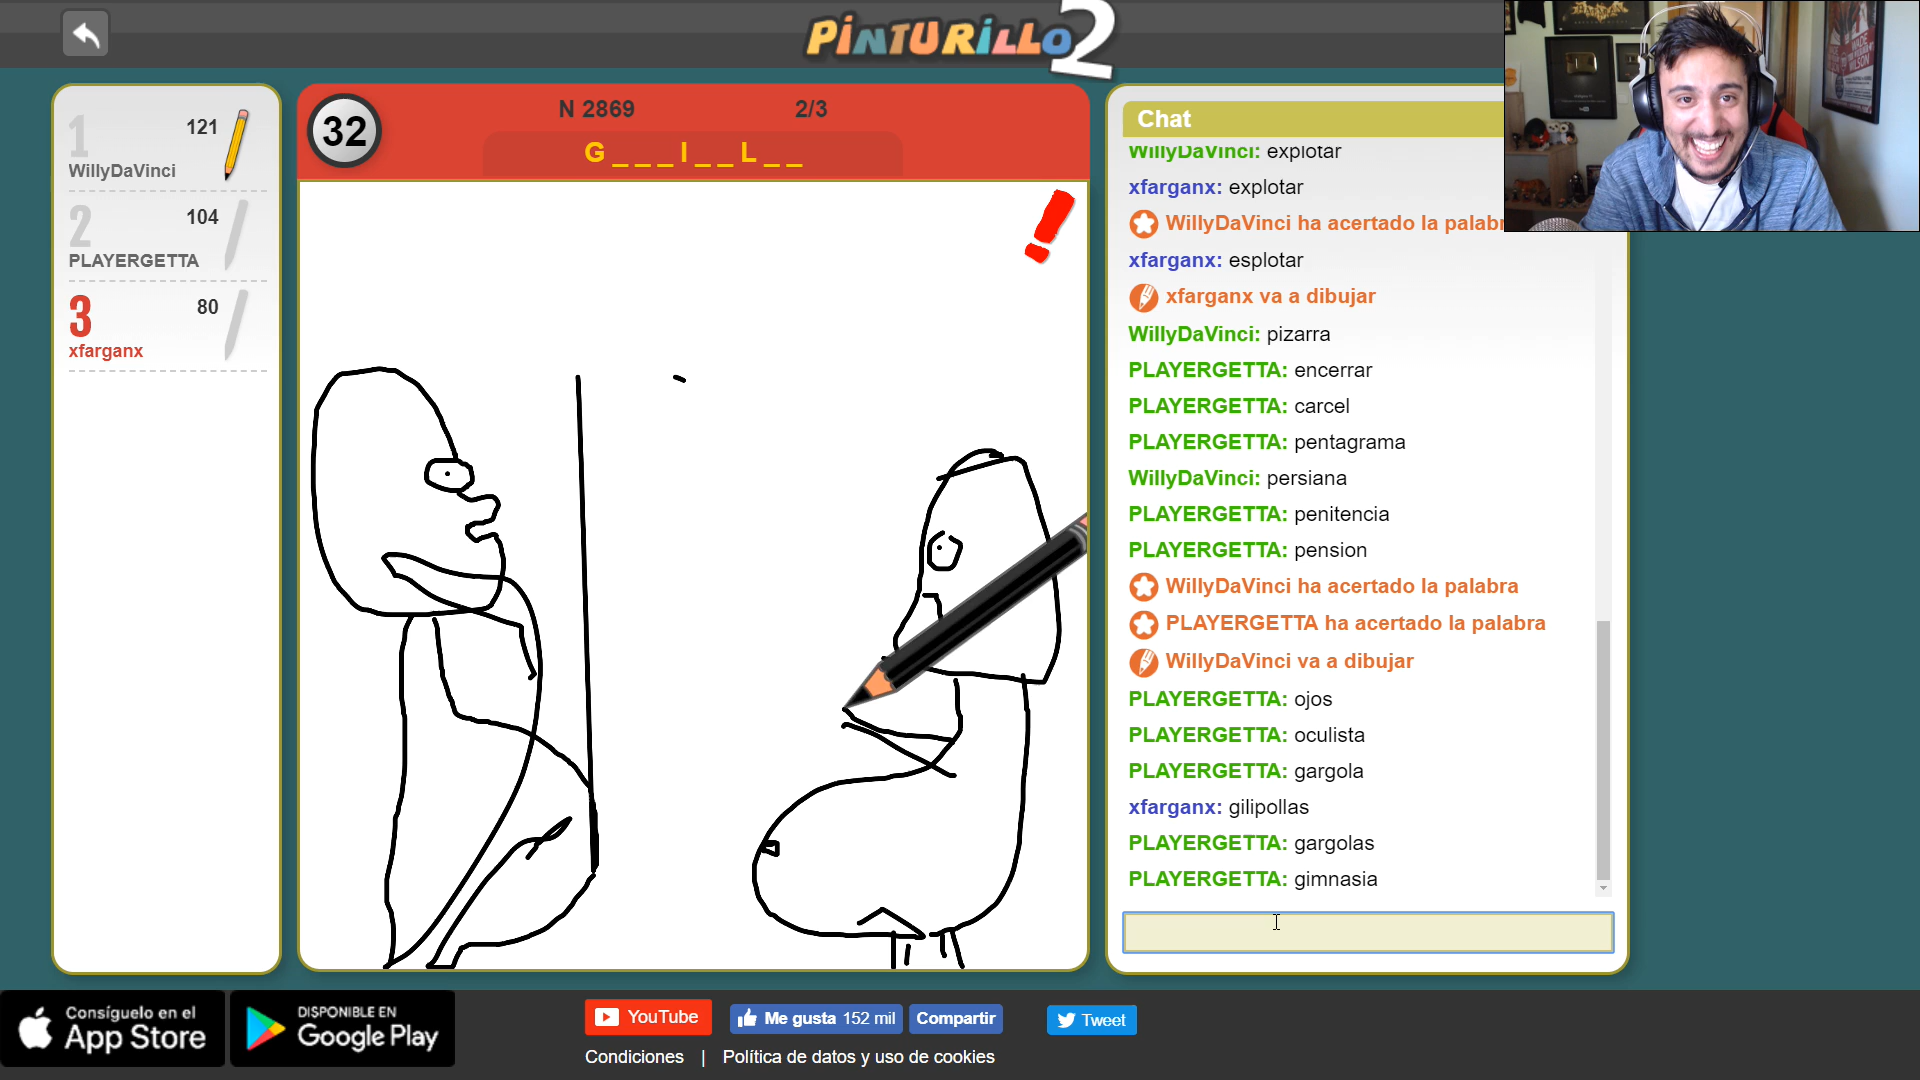 PiNTURiLLO2
1
121
WillyDaVinci
2
104
PLAYERGETTA
3
80
xfarganx
32
N 2869
2/3
G _ _ _ I _ _ L _ _
Chat
WillyDaVinci: explotar
xfarganx: explotar
WillyDaVinci ha acertado la palabr
xfarganx: esplotar
xfarganx va a dibujar
WillyDaVinci: pizarra
PLAYERGETTA: encerrar
PLAYERGETTA: carcel
PLAYERGETTA: pentagrama
WillyDaVinci: persiana
PLAYERGETTA: penitencia
PLAYERGETTA: pension
WillyDaVinci ha acertado la palabra
PLAYERGETTA ha acertado la palabra
WillyDaVinci va a dibujar
PLAYERGETTA: ojos
PLAYERGETTA: oculista
PLAYERGETTA: gargola
xfarganx: gilipollas
PLAYERGETTA: gargolas
PLAYERGETTA: gimnasia
Consíguelo en el
App Store
DISPONIBLE EN
Google Play
YouTube
Me gusta 152 mil
Compartir
Tweet
Condiciones | Política de datos y uso de cookies